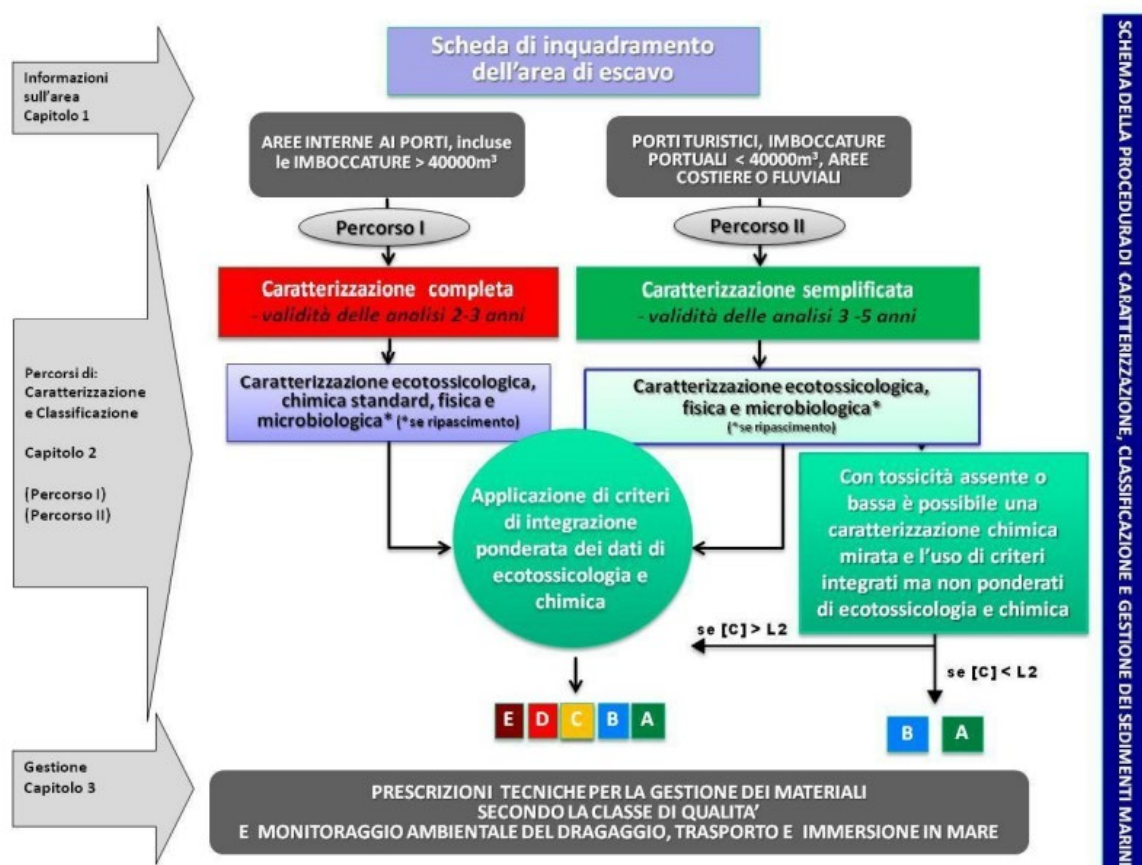 Scheda di inquadramento
dell'area di escavo
Informazioni
sull'area
Capitolo 1
AREE INTERNE AI PORTI, incluse
le IMBOCCATURE > 40000m³
PORTI TURISTICI, IMBOCCATURE
PORTUALI < 40000m³, AREE
COSTIERE O FLUVIALI
Percorso I
Percorso II
Caratterizzazione completa
- validità delle analisi 2-3 anni
Caratterizzazione semplificata
- validità delle analisi 3 -5 anni
Percorsi di:
Caratterizzazione
e Classificazione
Capitolo 2
(Percorso I)
(Percorso II)
Caratterizzazione ecotossicologica,
chimica standard, fisica e
microbiologica* (*se ripascimento)
Caratterizzazione ecotossicologica,
fisica e microbiologica*
(*se ripascimento)
Applicazione di criteri
di integrazione
ponderata dei dati di
ecotossicologia e
chimica
Con tossicità assente o
bassa è possibile una
caratterizzazione chimica
mirata e l'uso di criteri
integrati ma non ponderati
di ecotossicologia e chimica
se [C] > L2
se [C] < L2
E D C B A
B A
Gestione
Capitolo 3
PRESCRIZIONI TECNICHE PER LA GESTIONE DEI MATERIALI
SECONDO LA CLASSE DI QUALITA'
E MONITORAGGIO AMBIENTALE DEL DRAGAGGIO, TRASPORTO E IMMERSIONE IN MARE
SCHEMA DELLA PROCEDURA DI CARATTERIZZAZIONE, CLASSIFICAZIONE E GESTIONE DEI SEDIMENTI MARINI